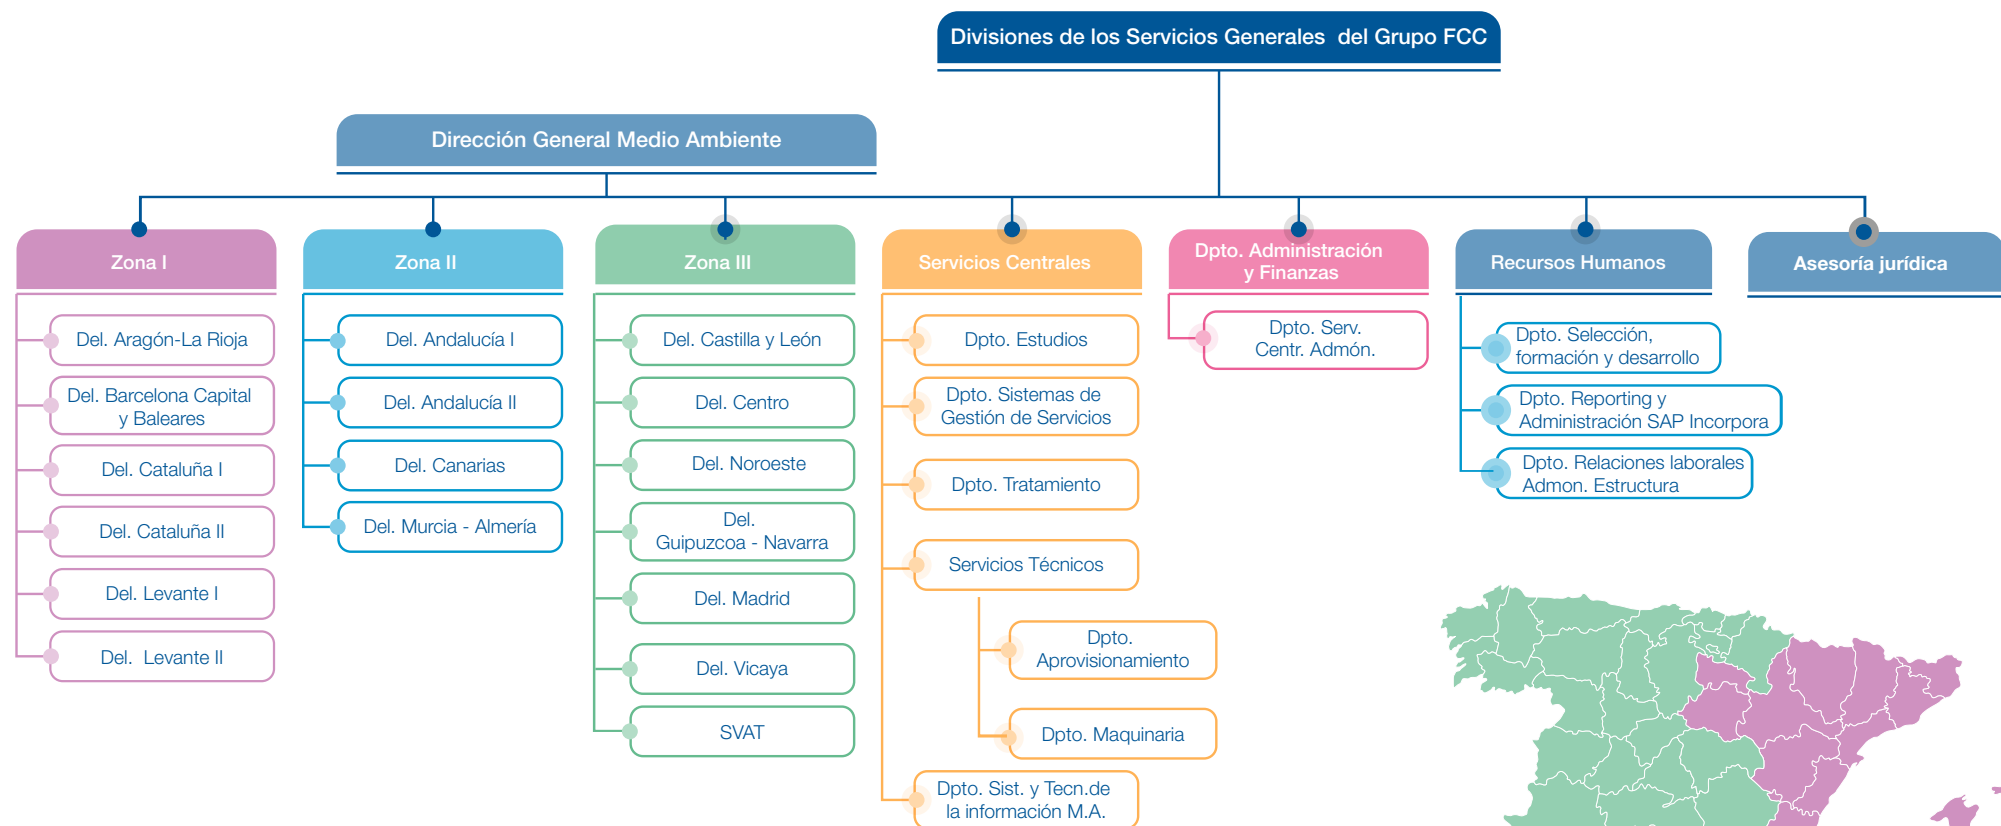 Divisiones de los Servicios Generales del Grupo FCC
Dirección General Medio Ambiente
Zona I
Del. Aragón-La Rioja
Del. Barcelona Capital
y Baleares
Del. Cataluña I
Del. Cataluña II
Del. Levante I
Del. Levante II
Zona II
Del. Andalucía I
Del. Andalucía II
Del. Canarias
Del. Murcia - Almería
Zona III
Del. Castilla y León
Del. Centro
Del. Noroeste
Del.
Guipuzcoa - Navarra
Del. Madrid
Del. Vicaya
SVAT
Servicios Centrales
Dpto. Estudios
Dpto. Sistemas de
Gestión de Servicios
Dpto. Tratamiento
Servicios Técnicos
Dpto.
Aprovisionamiento
Dpto. Maquinaria
Dpto. Sist. y Tecn.de
la información M.A.
Dpto. Administración
y Finanzas
Dpto. Serv.
Centr. Admón.
Recursos Humanos
Dpto. Selección,
formación y desarrollo
Dpto. Reporting y
Administración SAP Incorpora
Dpto. Relaciones laborales
Admon. Estructura
Asesoría jurídica